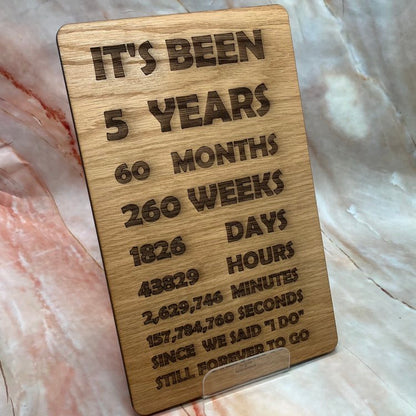 IT'S BEEN
5 YEARS
60 MONTHS
260 WEEKS
1826 DAYS
43829 HOURS
2,629,746 MINUTES
157,784,760 SECONDS
SINCE WE SAID "I DO"
STILL FOREVER TO GO